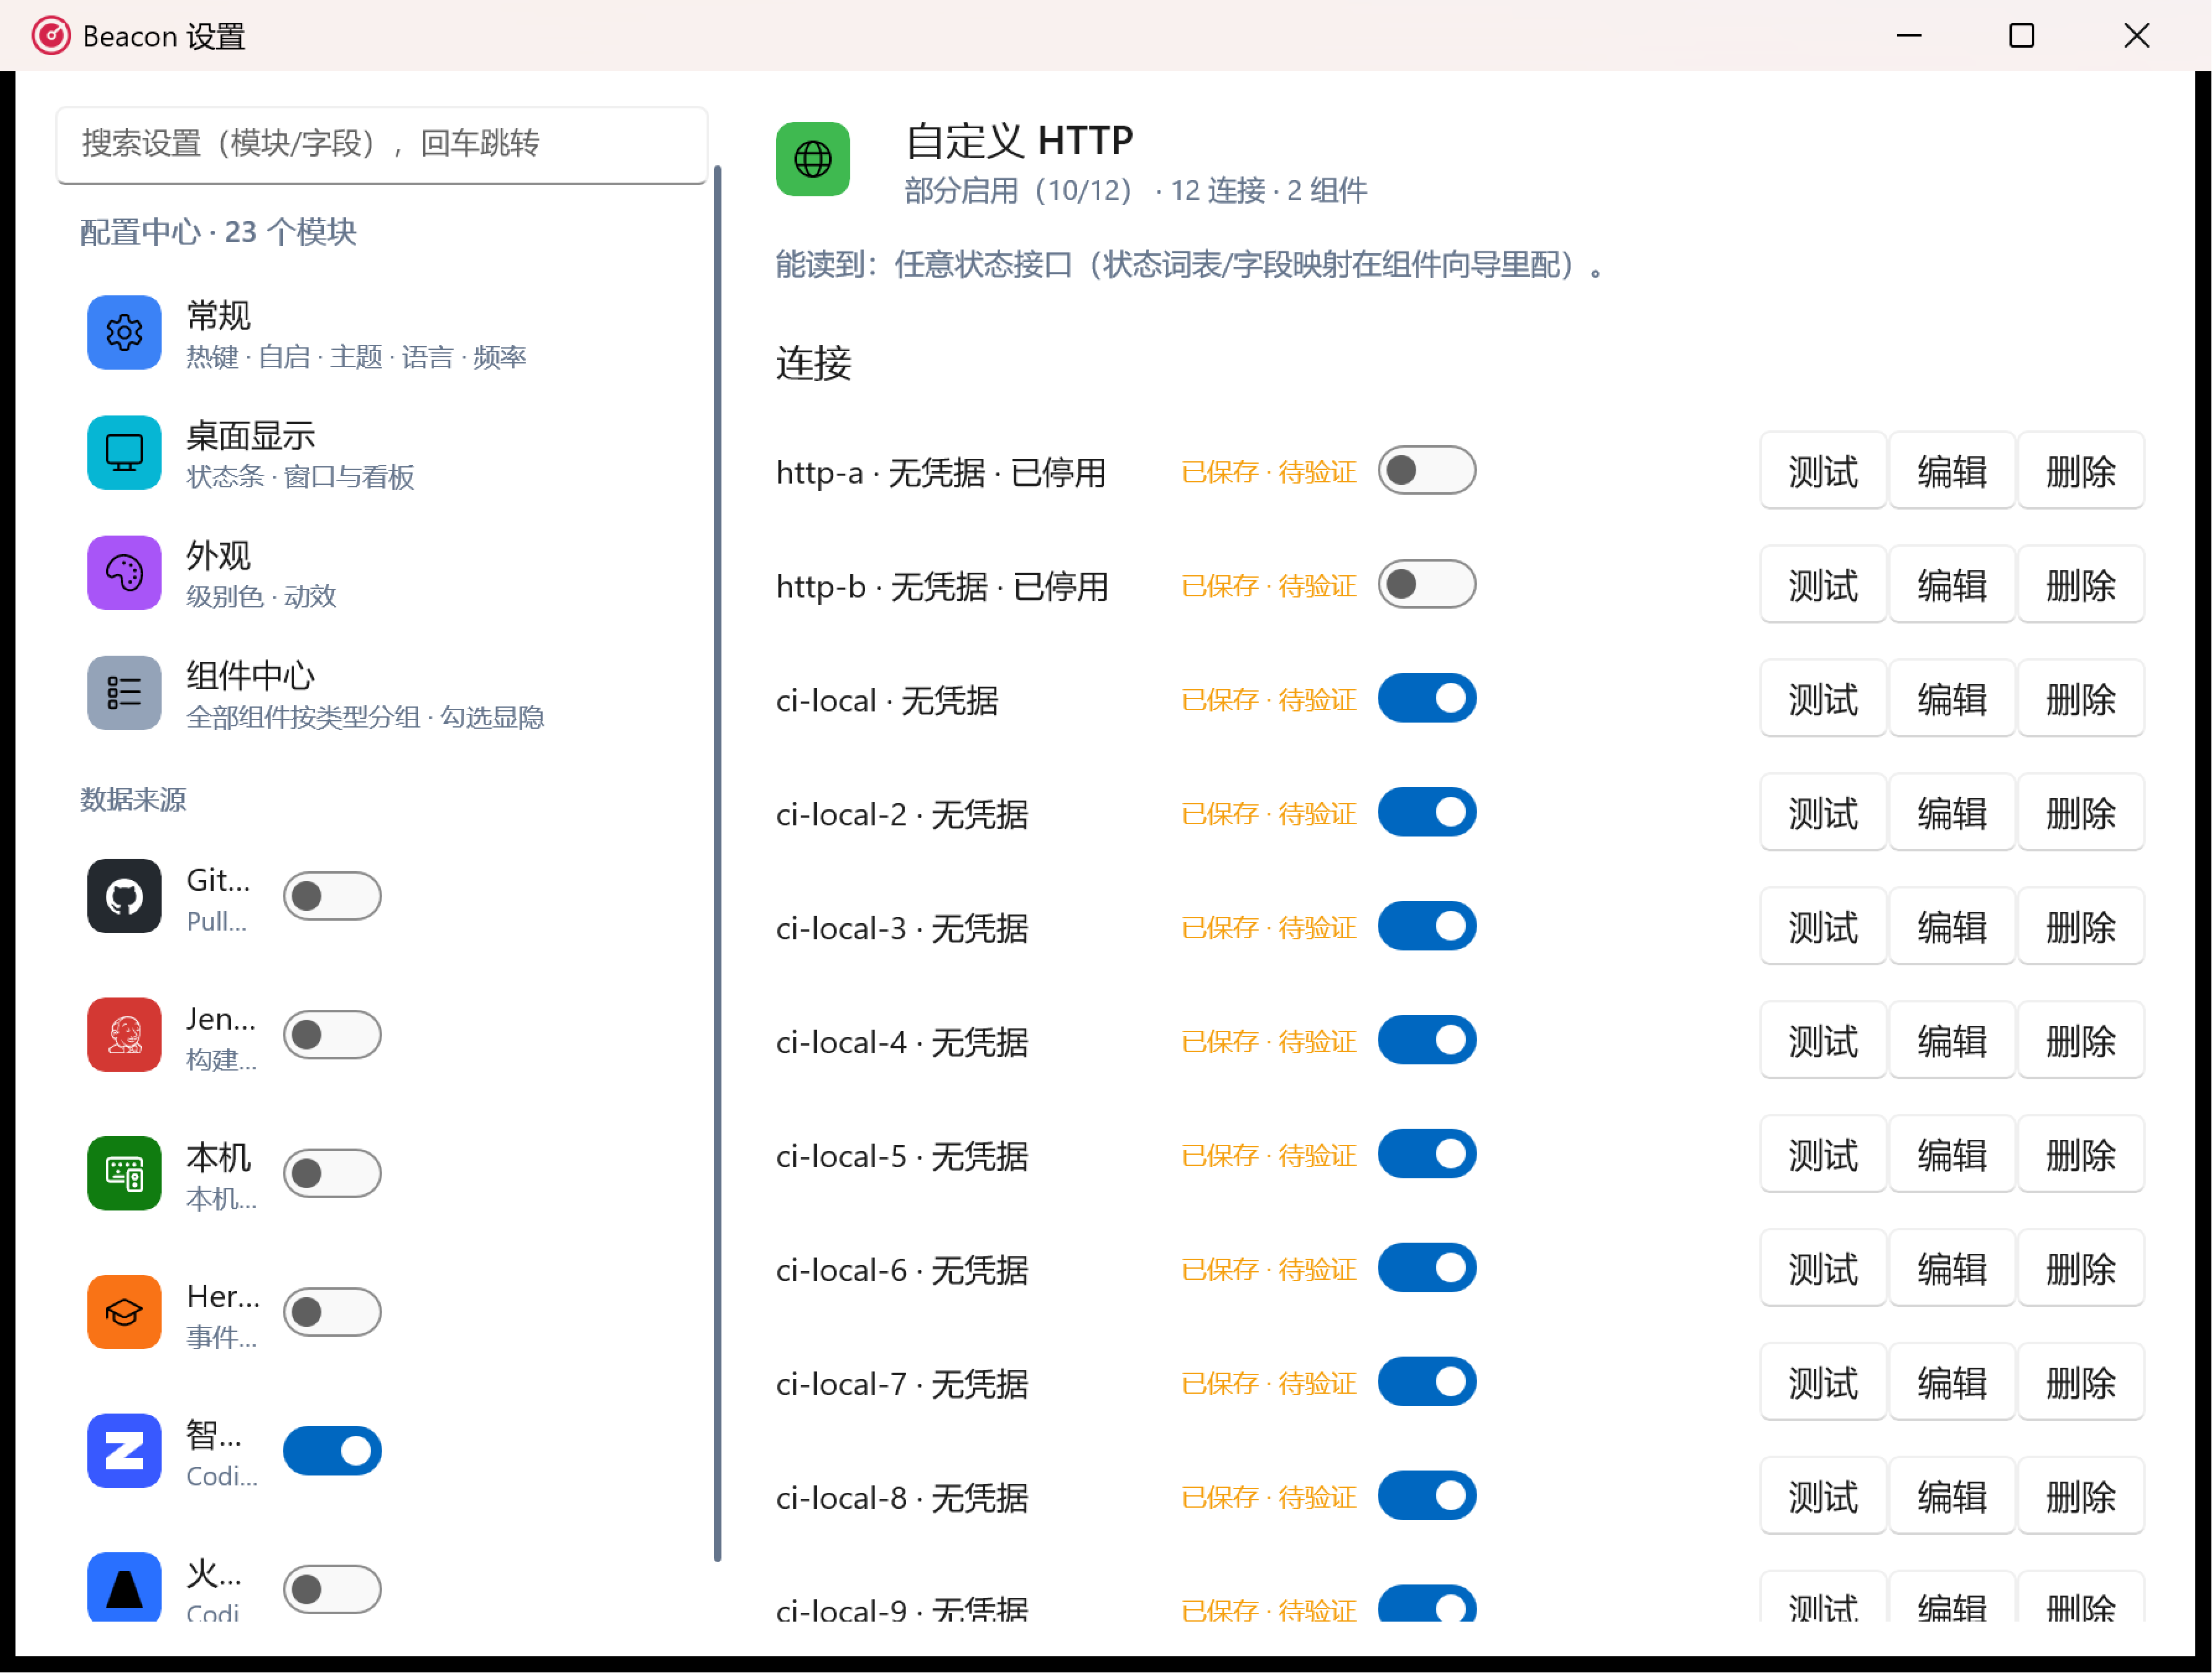 Beacon 设置
搜索设置（模块/字段），回车跳转
配置中心 · 23 个模块
常规
热键 · 自启 · 主题 · 语言 · 频率
桌面显示
状态条 · 窗口与看板
外观
级别色 · 动效
组件中心
全部组件按类型分组 · 勾选显隐
数据来源
Git...
Pull...
Jen...
构建...
本机
本机...
Her...
事件...
智...
Codi...
火...
Codi
自定义 HTTP
部分启用（10/12） · 12 连接 · 2 组件
能读到：任意状态接口（状态词表/字段映射在组件向导里配）。
连接
http-a · 无凭据 · 已停用 已保存 · 待验证 测试 编辑 删除
http-b · 无凭据 · 已停用 已保存 · 待验证 测试 编辑 删除
ci-local · 无凭据 已保存 · 待验证 测试 编辑 删除
ci-local-2 · 无凭据 已保存 · 待验证 测试 编辑 删除
ci-local-3 · 无凭据 已保存 · 待验证 测试 编辑 删除
ci-local-4 · 无凭据 已保存 · 待验证 测试 编辑 删除
ci-local-5 · 无凭据 已保存 · 待验证 测试 编辑 删除
ci-local-6 · 无凭据 已保存 · 待验证 测试 编辑 删除
ci-local-7 · 无凭据 已保存 · 待验证 测试 编辑 删除
ci-local-8 · 无凭据 已保存 · 待验证 测试 编辑 删除
ci-local-9 · 无凭据 已保存 · 待验证 测试 编辑 删除